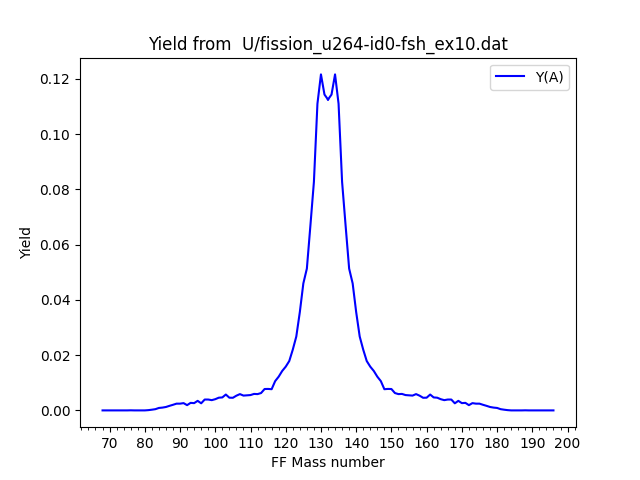 Yield from  U/fission_u264-id0-fsh_ex10.dat
Y(A)
0.12
0.10
0.08
0.06
0.04
0.02
0.00
Yield
70 80 90 100 110 120 130 140 150 160 170 180 190 200
FF Mass number